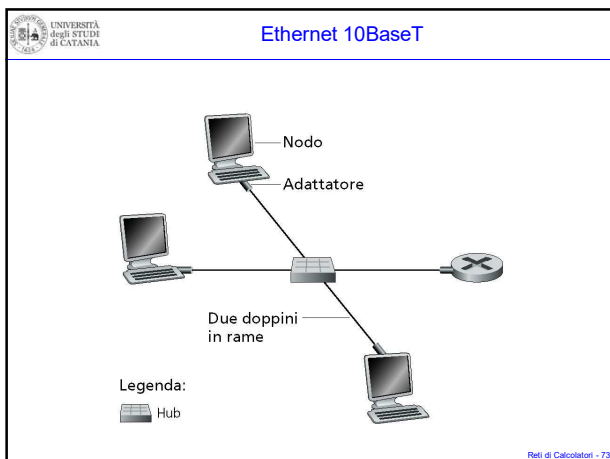 UNIVERSITÀ
degli STUDI
di CATANIA
Ethernet 10BaseT
Nodo
Adattatore
Due doppini
in rame
Legenda:
Hub
Reti di Calcolatori - 73